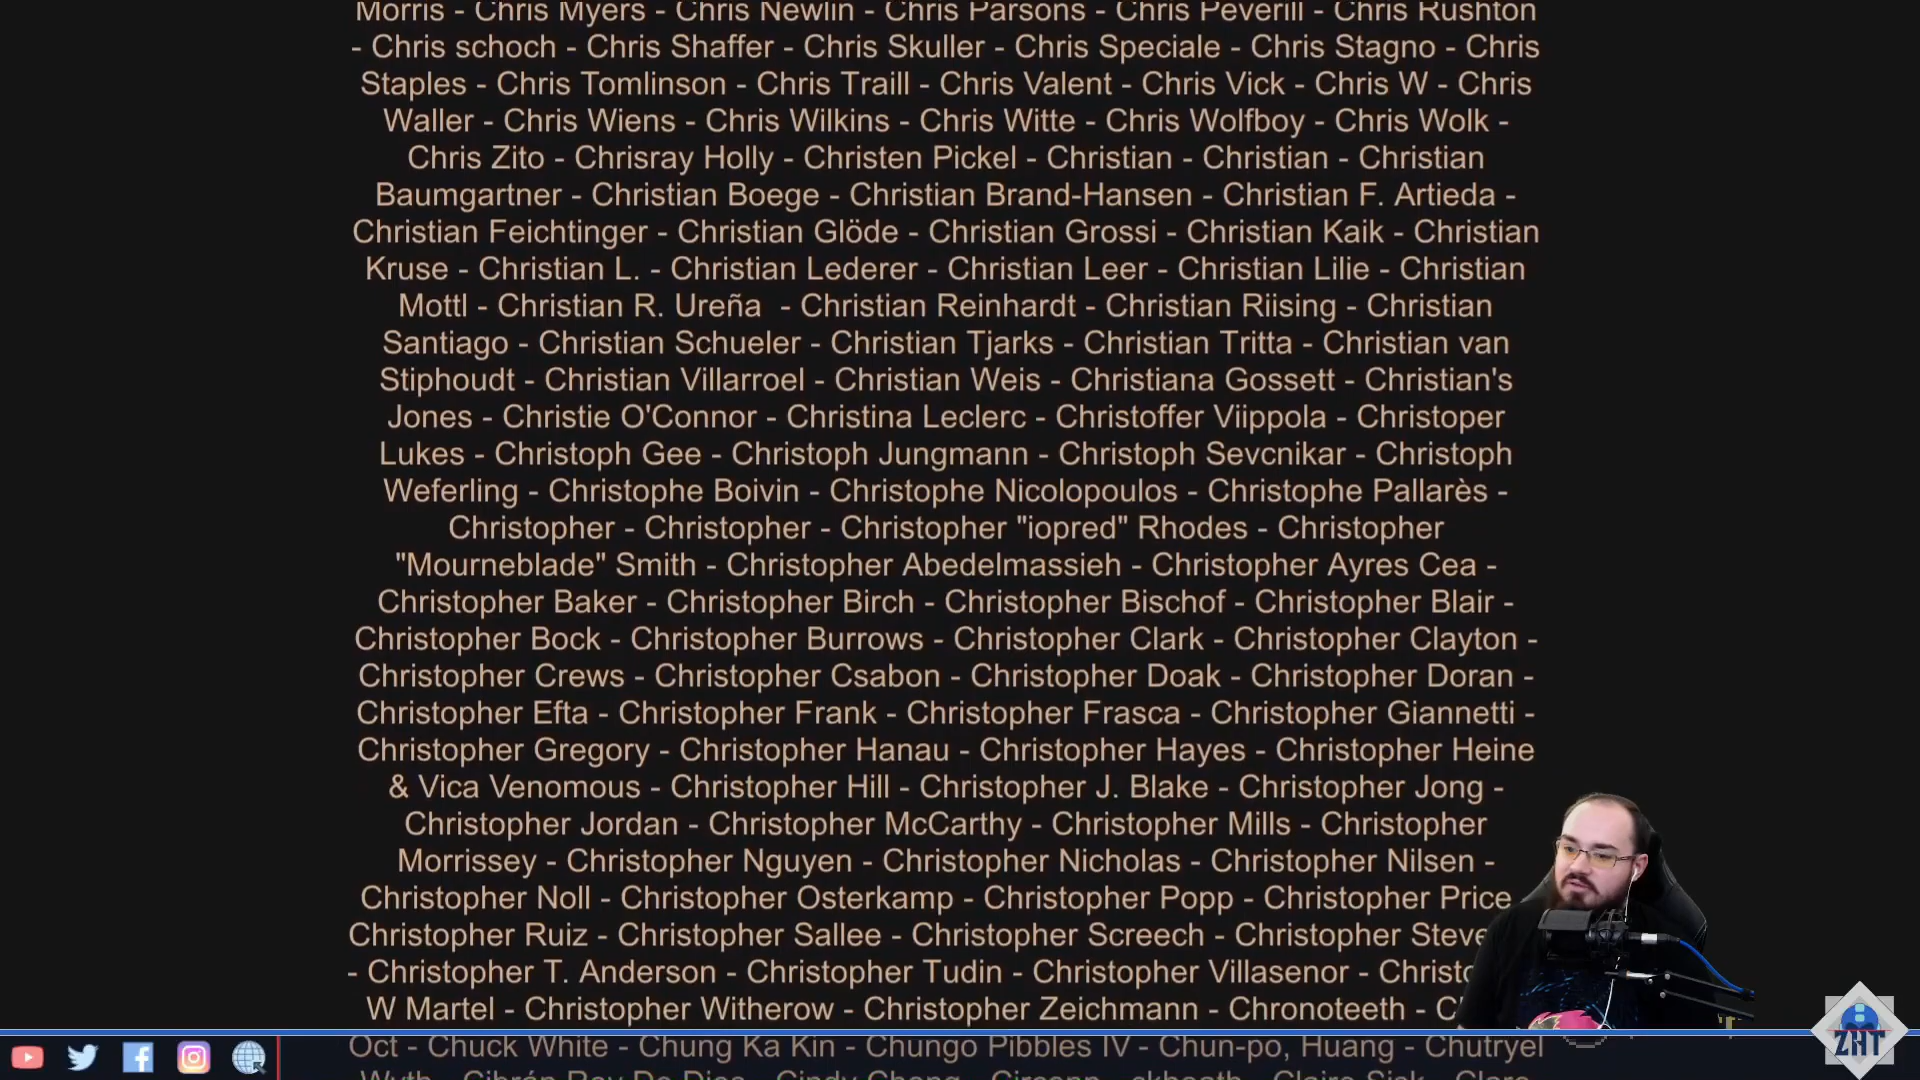 Morris - Chris Myers - Chris Newlin - Chris Parsons - Chris Peverill - Chris Rushton
- Chris schoch - Chris Shaffer - Chris Skuller - Chris Speciale - Chris Stagno - Chris
Staples - Chris Tomlinson - Chris Traill - Chris Valent - Chris Vick - Chris W - Chris
Waller - Chris Wiens - Chris Wilkins - Chris Witte - Chris Wolfboy - Chris Wolk -
Chris Zito - Chrisray Holly - Christen Pickel - Christian - Christian - Christian
Baumgartner - Christian Boege - Christian Brand-Hansen - Christian F. Artieda -
Christian Feichtinger - Christian Glöde - Christian Grossi - Christian Kaik - Christian
Kruse - Christian L. - Christian Lederer - Christian Leer - Christian Lilie - Christian
Mottl - Christian R. Ureña - Christian Reinhardt - Christian Riising - Christian
Santiago - Christian Schueler - Christian Tjarks - Christian Tritta - Christian van
Stiphoudt - Christian Villarroel - Christian Weis - Christiana Gossett - Christian's
Jones - Christie O'Connor - Christina Leclerc - Christoffer Viippola - Christoper
Lukes - Christoph Gee - Christoph Jungmann - Christoph Sevcnikar - Christoph
Weferling - Christophe Boivin - Christophe Nicolopoulos - Christophe Pallarès -
Christopher - Christopher - Christopher "iopred" Rhodes - Christopher
"Mourneblade" Smith - Christopher Abedelmassieh - Christopher Ayres Cea -
Christopher Baker - Christopher Birch - Christopher Bischof - Christopher Blair -
Christopher Bock - Christopher Burrows - Christopher Clark - Christopher Clayton -
Christopher Crews - Christopher Csabon - Christopher Doak - Christopher Doran -
Christopher Efta - Christopher Frank - Christopher Frasca - Christopher Giannetti -
Christopher Gregory - Christopher Hanau - Christopher Hayes - Christopher Heine
& Vica Venomous - Christopher Hill - Christopher J. Blake - Christopher Jong -
Christopher Jordan - Christopher McCarthy - Christopher Mills - Christopher
Morrissey - Christopher Nguyen - Christopher Nicholas - Christopher Nilsen -
Christopher Noll - Christopher Osterkamp - Christopher Popp - Christopher Price
Christopher Ruiz - Christopher Sallee - Christopher Screech - Christopher
- Christopher T. Anderson - Christopher Tudin - Christopher Villasenor -
W Martel - Christopher Witherow - Christopher Zeichmann - Chronoteeth -
Oct - Chuck White - Chung Ka Kin - Chungo Pibbles IV - Chun-po, Huang - Chutryel
ZHT